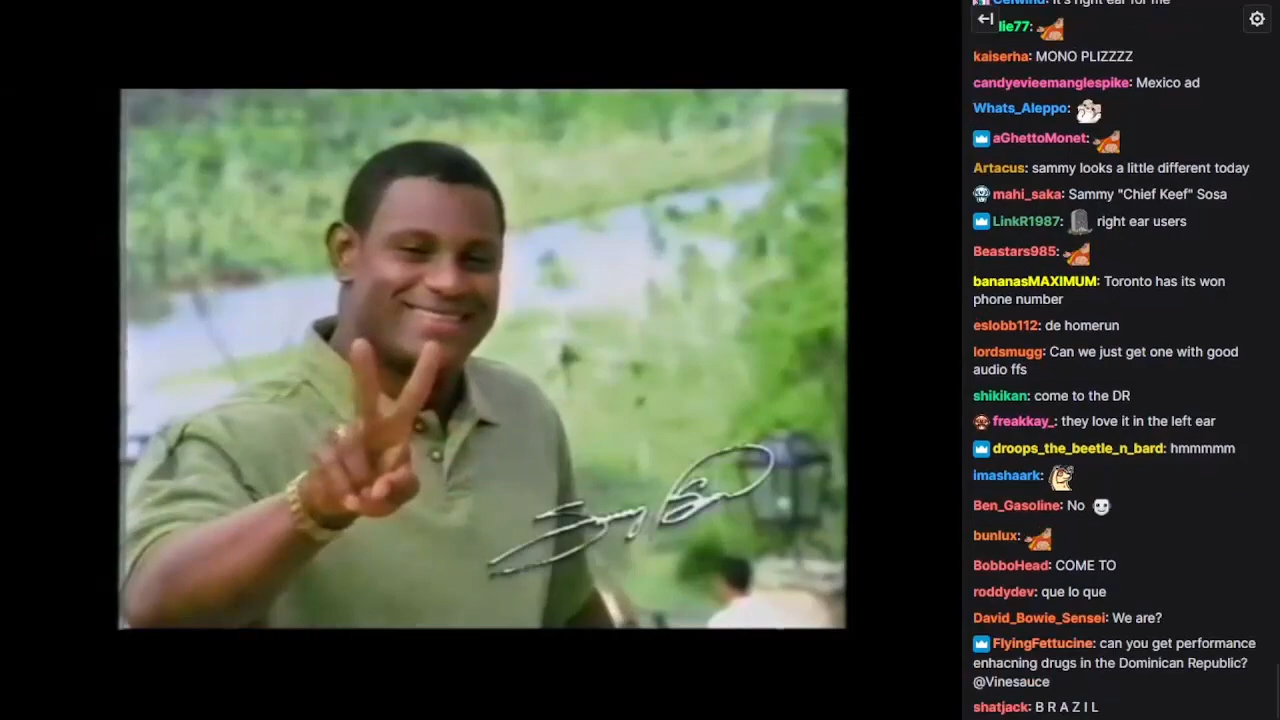 Sammy Sosa
lie77:
kaiserha: MONO PLIZZZZ
candyevieemanglespike: Mexico ad
Whats_Aleppo:
aGhettoMonet:
Artacus: sammy looks a little different today
mahi_saka: Sammy "Chief Keef" Sosa
LinkR1987: right ear users
Beastars985:
bananasMAXIMUM: Toronto has its won
phone number
eslobb112: de homerun
lordsmugg: Can we just get one with good
audio ffs
shikikan: come to the DR
freakkay_: they love it in the left ear
droops_the_beetle_n_bard: hmmmmm
imashaark:
Ben_Gasoline: No
bunlux:
BobboHead: COME TO
roddydev: que lo que
David_Bowie_Sensei: We are?
FlyingFettucine: can you get performance
enhacning drugs in the Dominican Republic?
@Vinesauce
shatjack: B R A Z I L